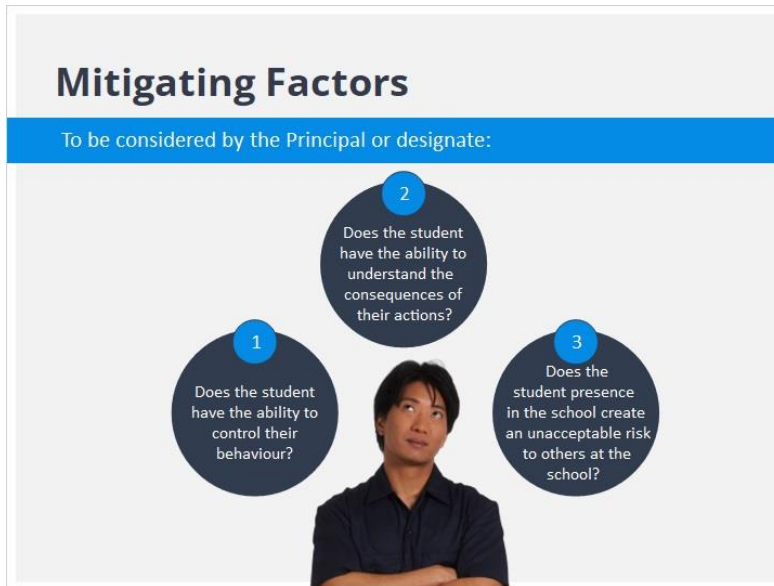 Mitigating Factors
To be considered by the Principal or designate:
1
Does the student
have the ability to
control their
behaviour?
2
Does the student
have the ability to
understand the
consequences of
their actions?
3
Does the
student presence
in the school create
an unacceptable risk
to others at the
school?